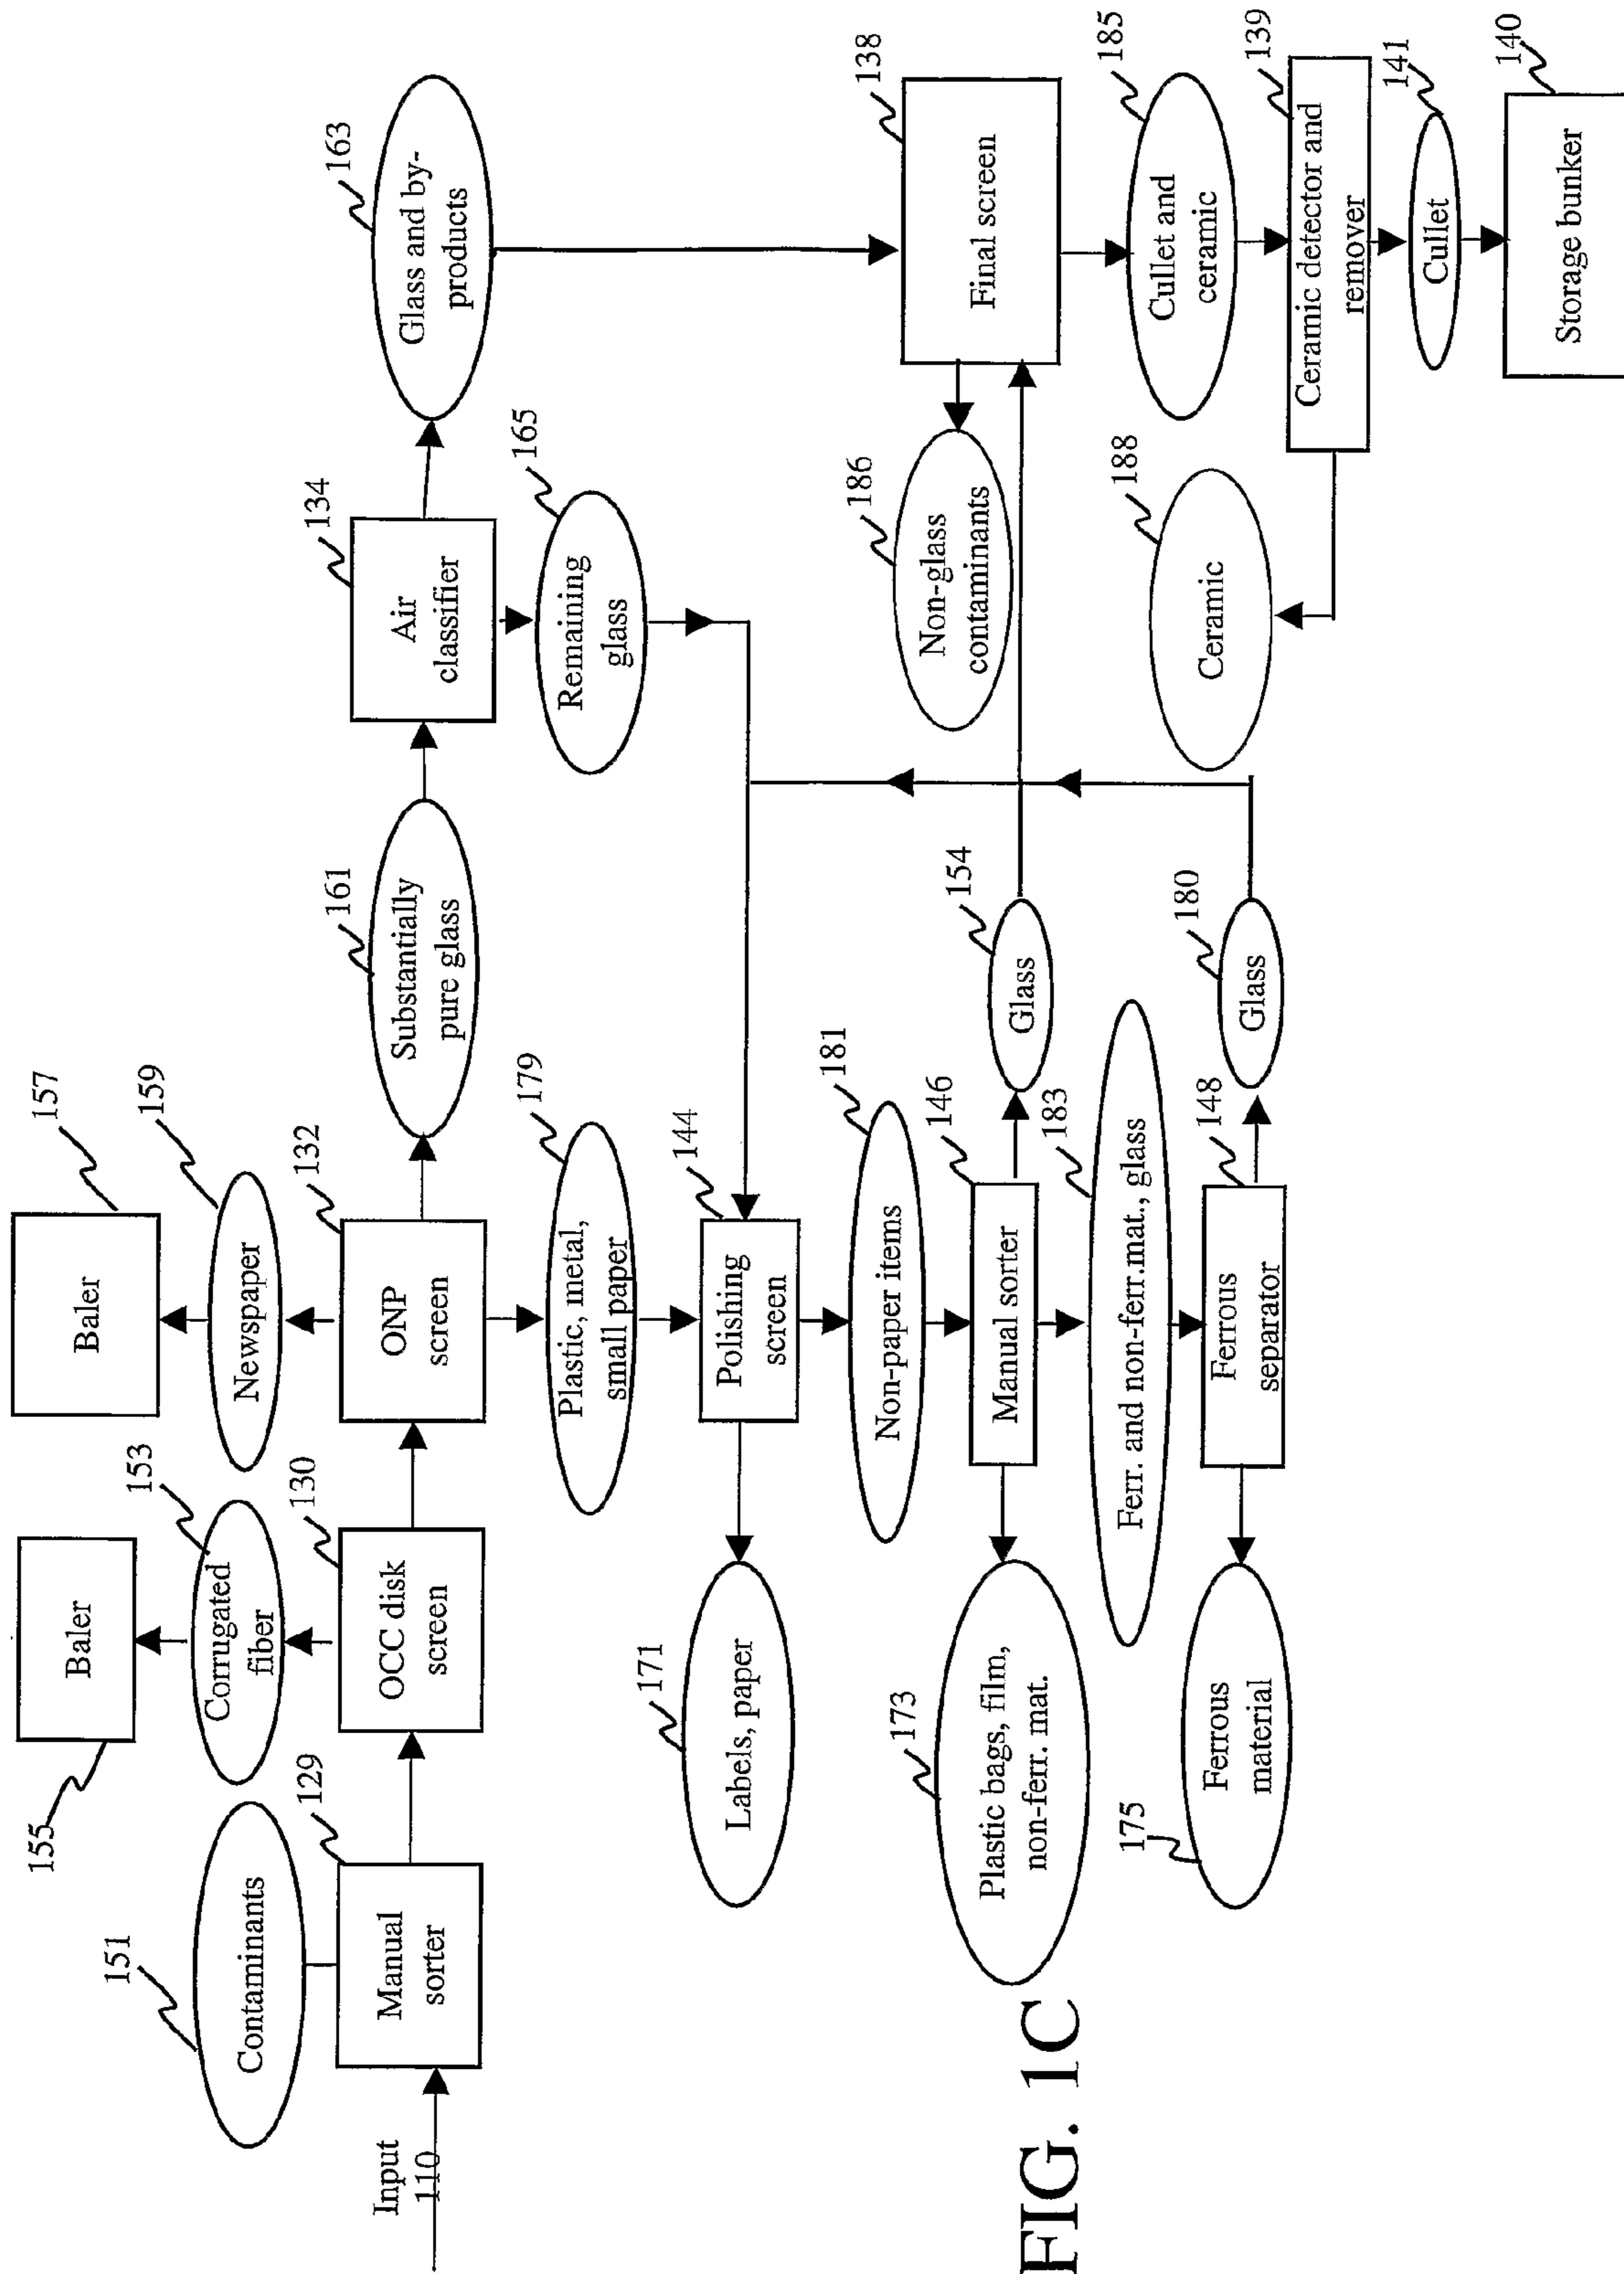 Input
110
151
Contaminants
129
Manual
sorter
155
Baler
153
Corrugated
fiber
130
OCC disk
screen
157
Baler
159
Newspaper
132
ONP
screen
161
Substantially
pure glass
134
Air
classifier
163
Glass and by-
products
165
Remaining
glass
179
Plastic, metal,
small paper
144
Polishing
screen
171
Labels, paper
181
Non-paper items
146
Manual sorter
173
Plastic bags, film,
non-ferr. mat.
154
Glass
183
Ferr. and non-ferr.mat., glass
148
Ferrous
separator
175
Ferrous
material
180
Glass
138
Final screen
186
Non-glass
contaminants
185
Cullet and
ceramic
139
Ceramic detector and
remover
188
Ceramic
141
Cullet
140
Storage bunker
FIG. 1C